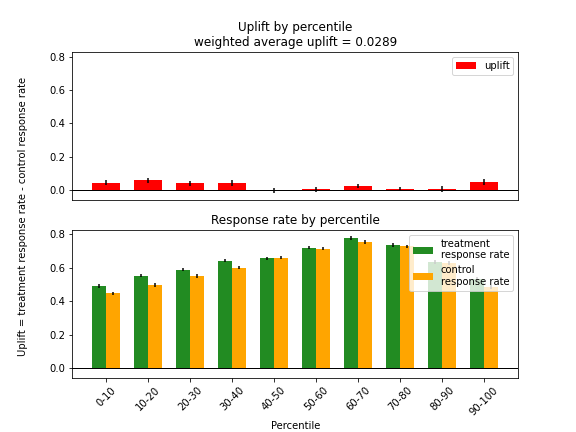 Uplift by percentile
weighted average uplift = 0.0289
0.8
0.6
0.4
0.2
0.0
uplift
Uplift = treatment response rate - control response rate
Response rate by percentile
0.8
0.6
0.4
0.2
0.0
treatment
response rate
control
response rate
0-10
10-20
20-30
30-40
40-50
50-60
60-70
70-80
80-90
90-100
Percentile